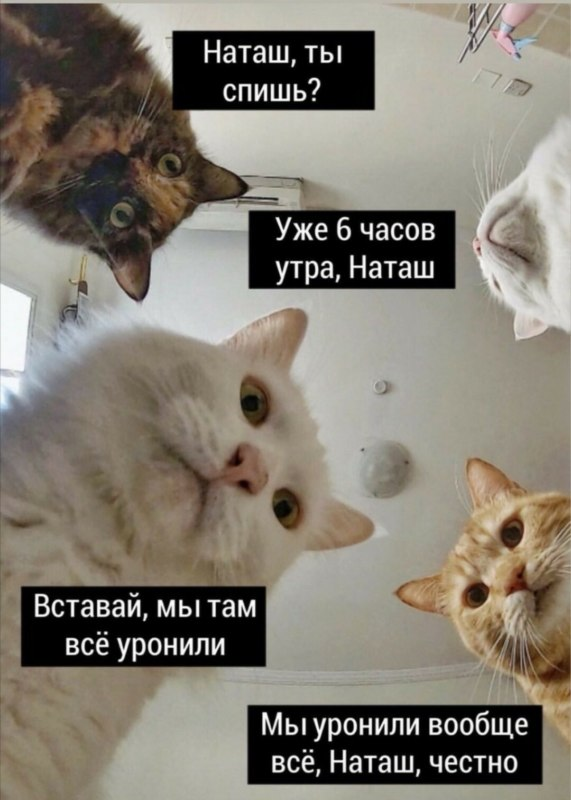 Наташ, ты
спишь?
Уже 6 часов
утра, Наташ
Вставай, мы там
всё уронили
Мы уронили вообще
всё, Наташ, честно